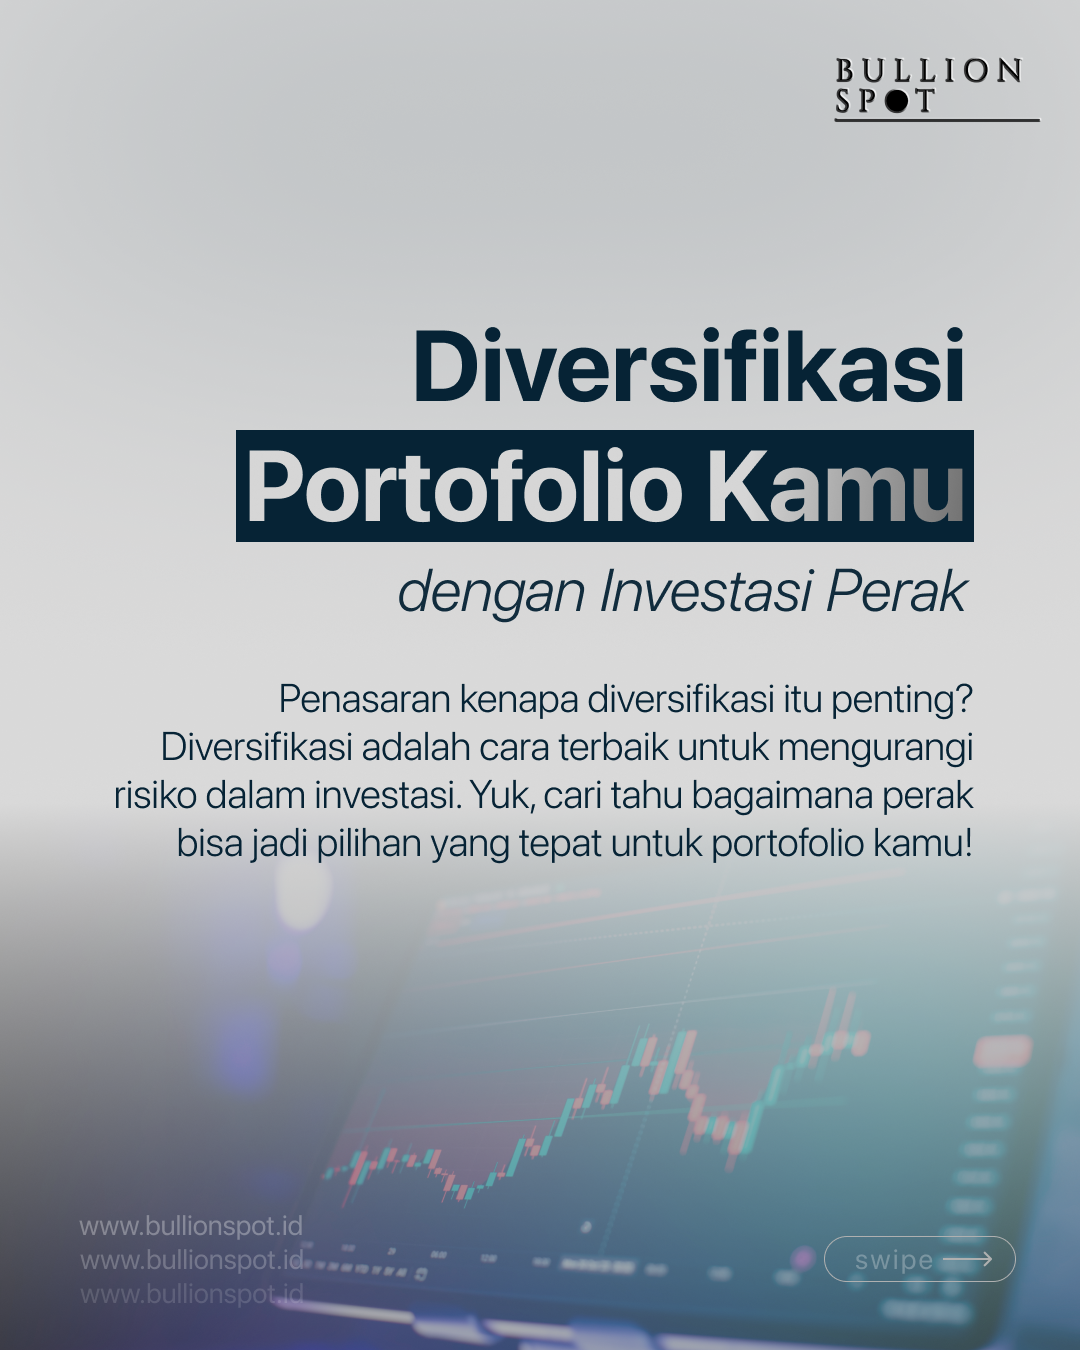 BULLION
SPOT
Diversifikasi
Portofolio Kamu
dengan Investasi Perak
Penasaran kenapa diversifikasi itu penting?
Diversifikasi adalah cara terbaik untuk mengurangi
risiko dalam investasi. Yuk, cari tahu bagaimana perak
bisa jadi pilihan yang tepat untuk portofolio kamu!
www.bullionspot.id
www.bullionspot.id
www.bullionspot.id
swipe